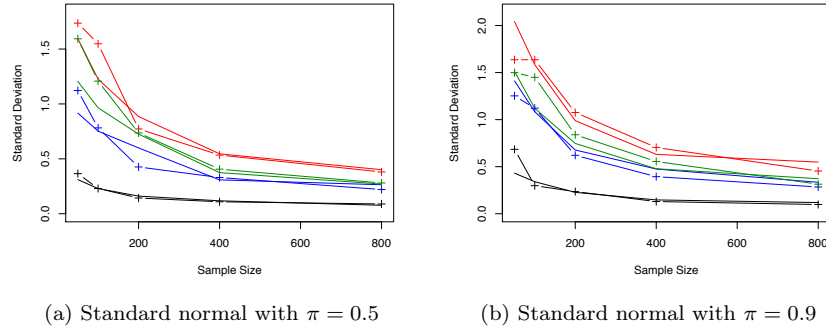 Standard Deviation
0.0
0.5
1.0
1.5
200
400
600
800
Sample Size
(a) Standard normal with π = 0.5
Standard Deviation
0.0
0.5
1.0
1.5
2.0
200
400
600
800
Sample Size
(b) Standard normal with π = 0.9